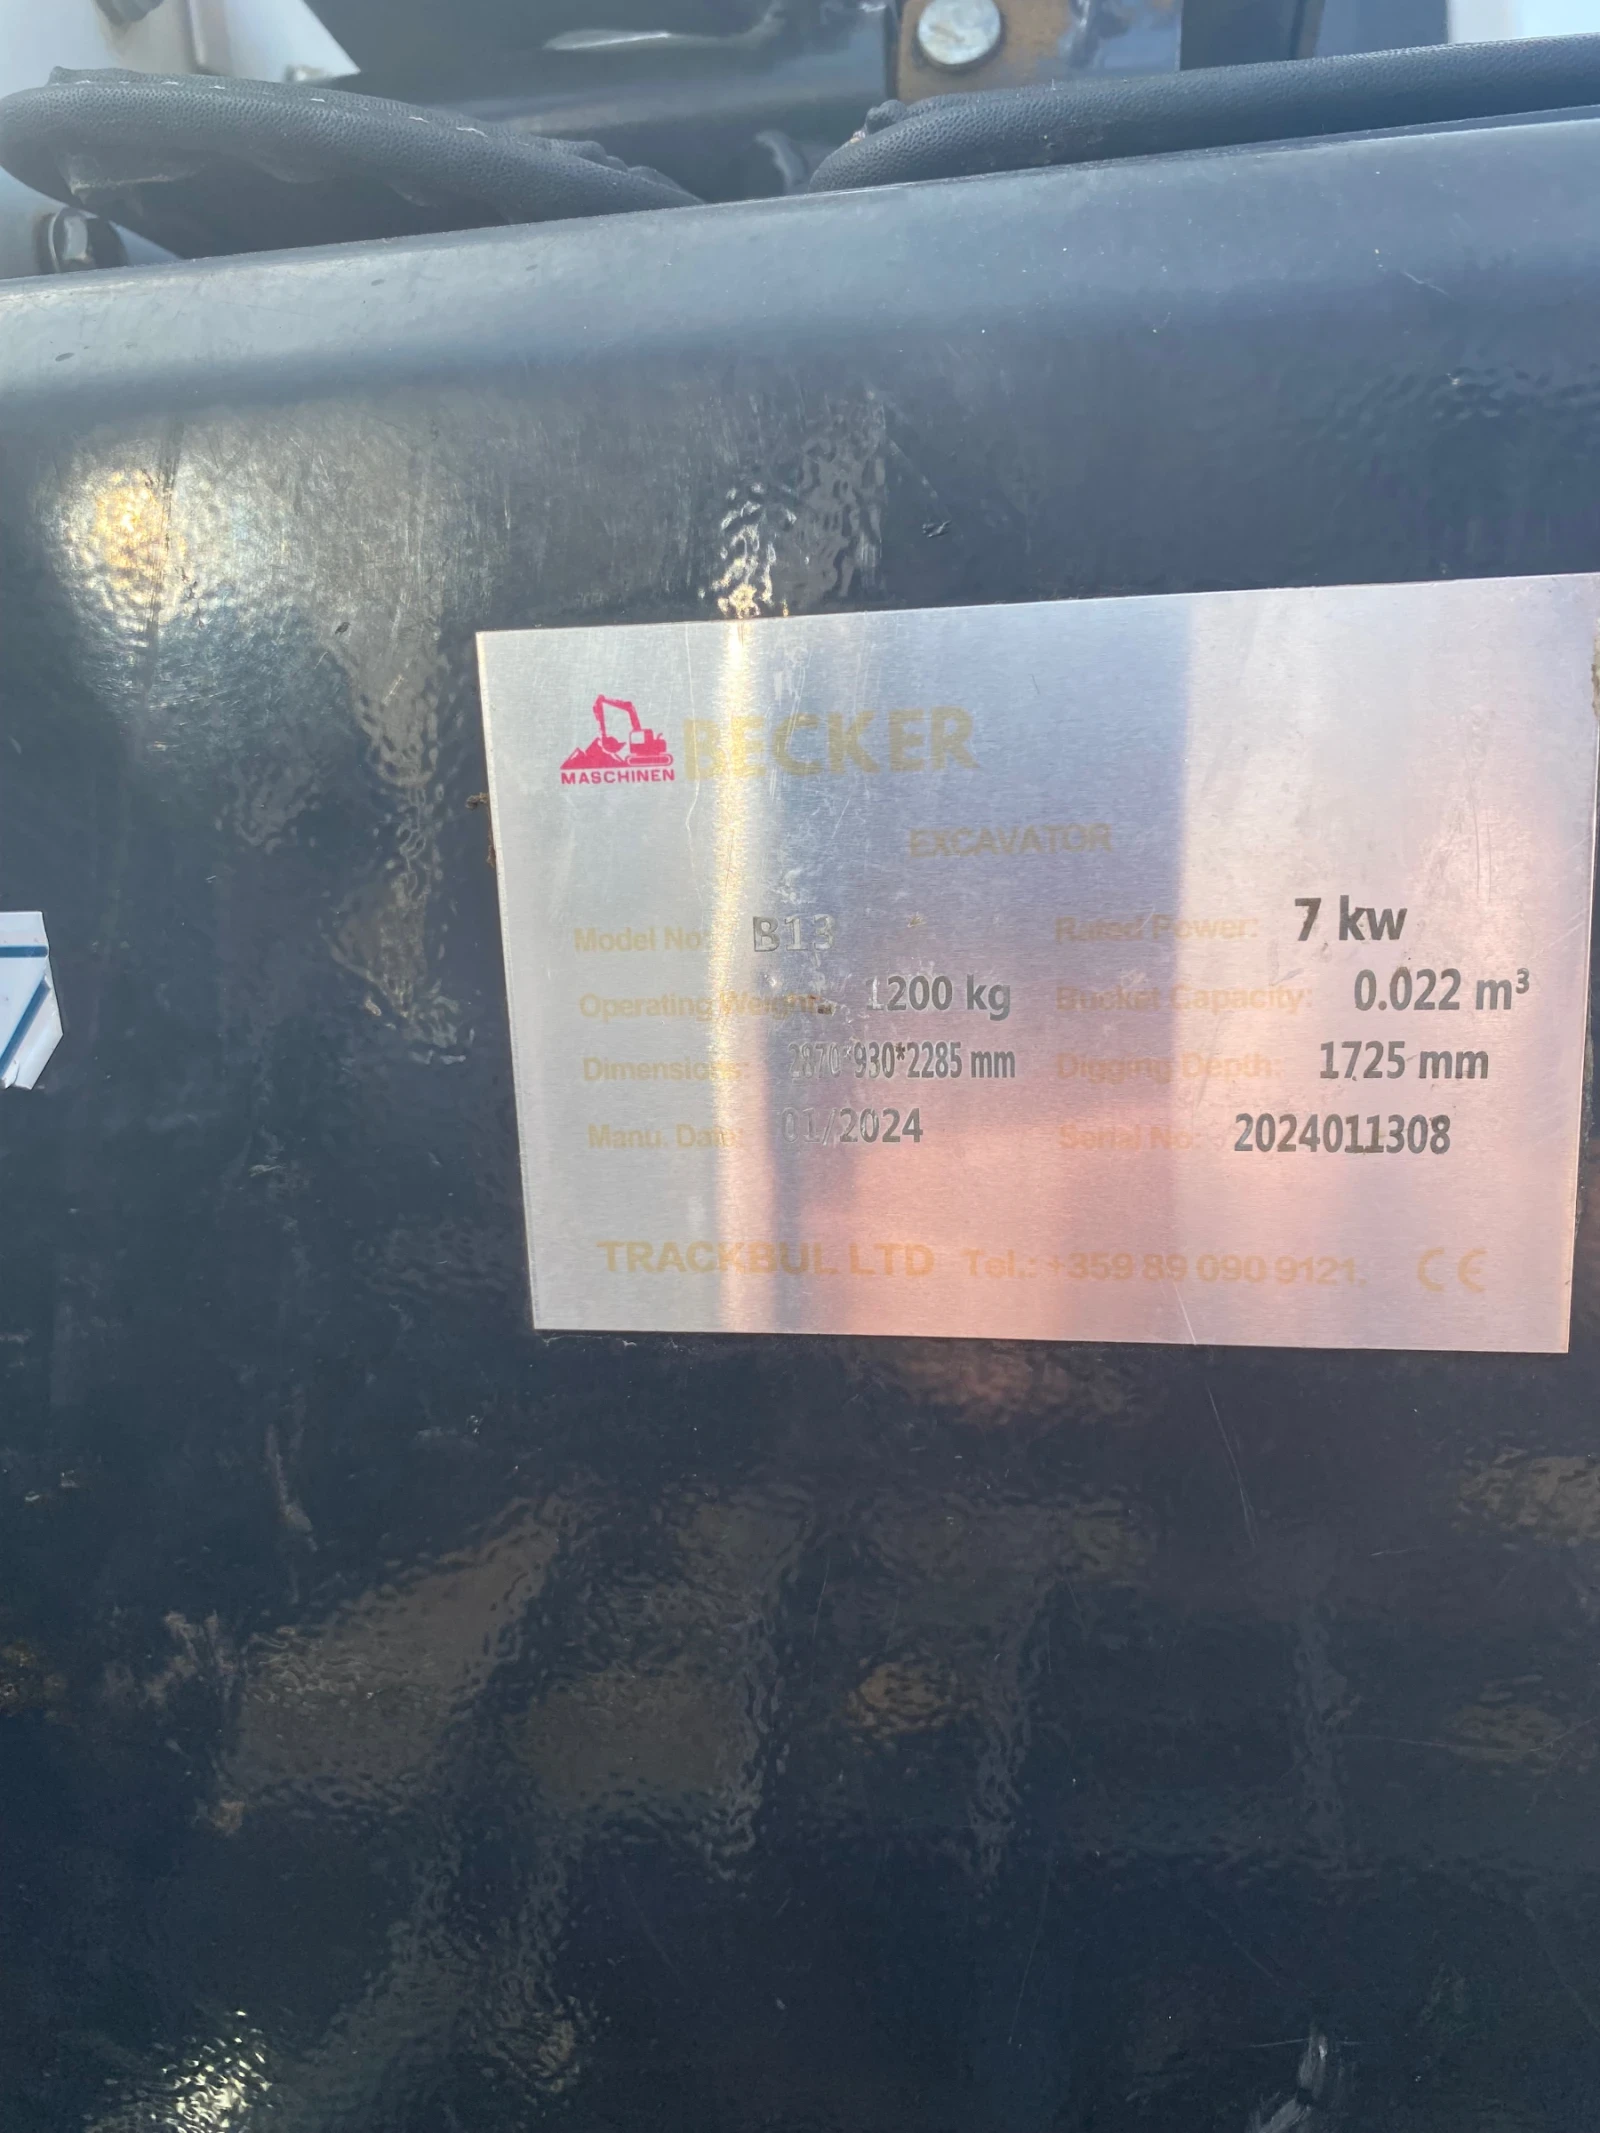 MASCHINEN BECKER
EXCAVATOR
Model No: B13 Rated Power: 7 kw
Operating Weight: 1200 kg Bucket Capacity: 0.022 m³
Dimensions: 2870*930*2285 mm Digging Depth: 1725 mm
Manu. Date: 01/2024 Serial No: 2024011308
TRACKBUL LTD Tel.: +359 89 090 9121. CE